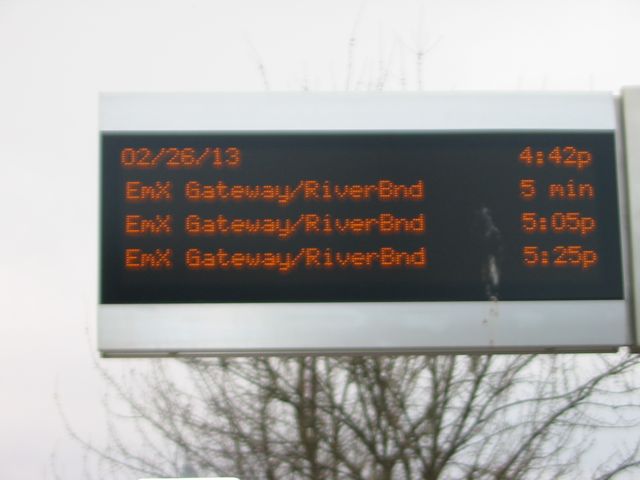 02/26/13 4:42p
EmX Gateway/RiverBnd 5 min
EmX Gateway/RiverBnd 5:05p
EmX Gateway/RiverBnd 5:25p